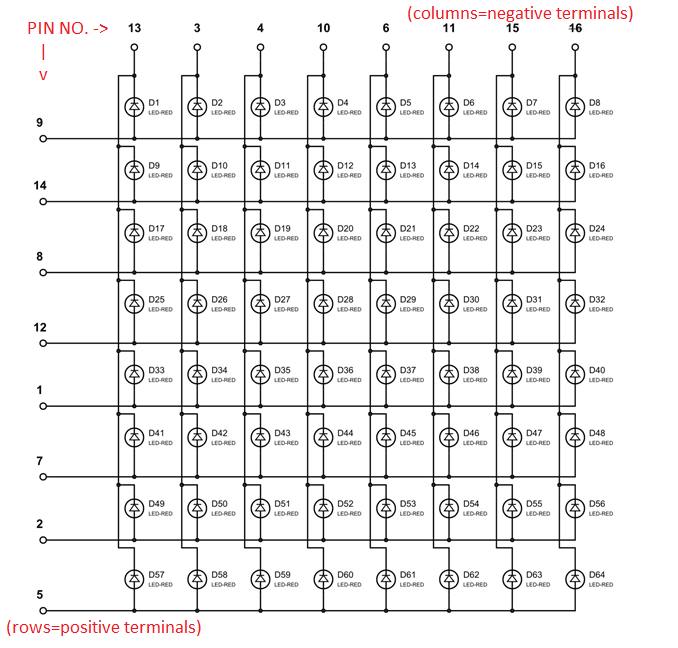 (columns=negative terminals)
PIN NO. -> 13 3 4 10 6 11 15 16
|
v
D1 D2 D3 D4 D5 D6 D7 D8
LED-RED LED-RED LED-RED LED-RED LED-RED LED-RED LED-RED LED-RED
9
D9 D10 D11 D12 D13 D14 D15 D16
LED-RED LED-RED LED-RED LED-RED LED-RED LED-RED LED-RED LED-RED
14
D17 D18 D19 D20 D21 D22 D23 D24
LED-RED LED-RED LED-RED LED-RED LED-RED LED-RED LED-RED LED-RED
8
D25 D26 D27 D28 D29 D30 D31 D32
LED-RED LED-RED LED-RED LED-RED LED-RED LED-RED LED-RED LED-RED
12
D33 D34 D35 D36 D37 D38 D39 D40
LED-RED LED-RED LED-RED LED-RED LED-RED LED-RED LED-RED LED-RED
1
D41 D42 D43 D44 D45 D46 D47 D48
LED-RED LED-RED LED-RED LED-RED LED-RED LED-RED LED-RED LED-RED
7
D49 D50 D51 D52 D53 D54 D55 D56
LED-RED LED-RED LED-RED LED-RED LED-RED LED-RED LED-RED LED-RED
2
D57 D58 D59 D60 D61 D62 D63 D64
LED-RED LED-RED LED-RED LED-RED LED-RED LED-RED LED-RED LED-RED
5
(rows=positive terminals)